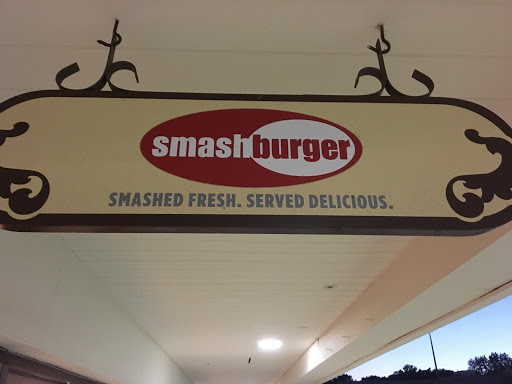 smashburger
SMASHED FRESH. SERVED DELICIOUS.